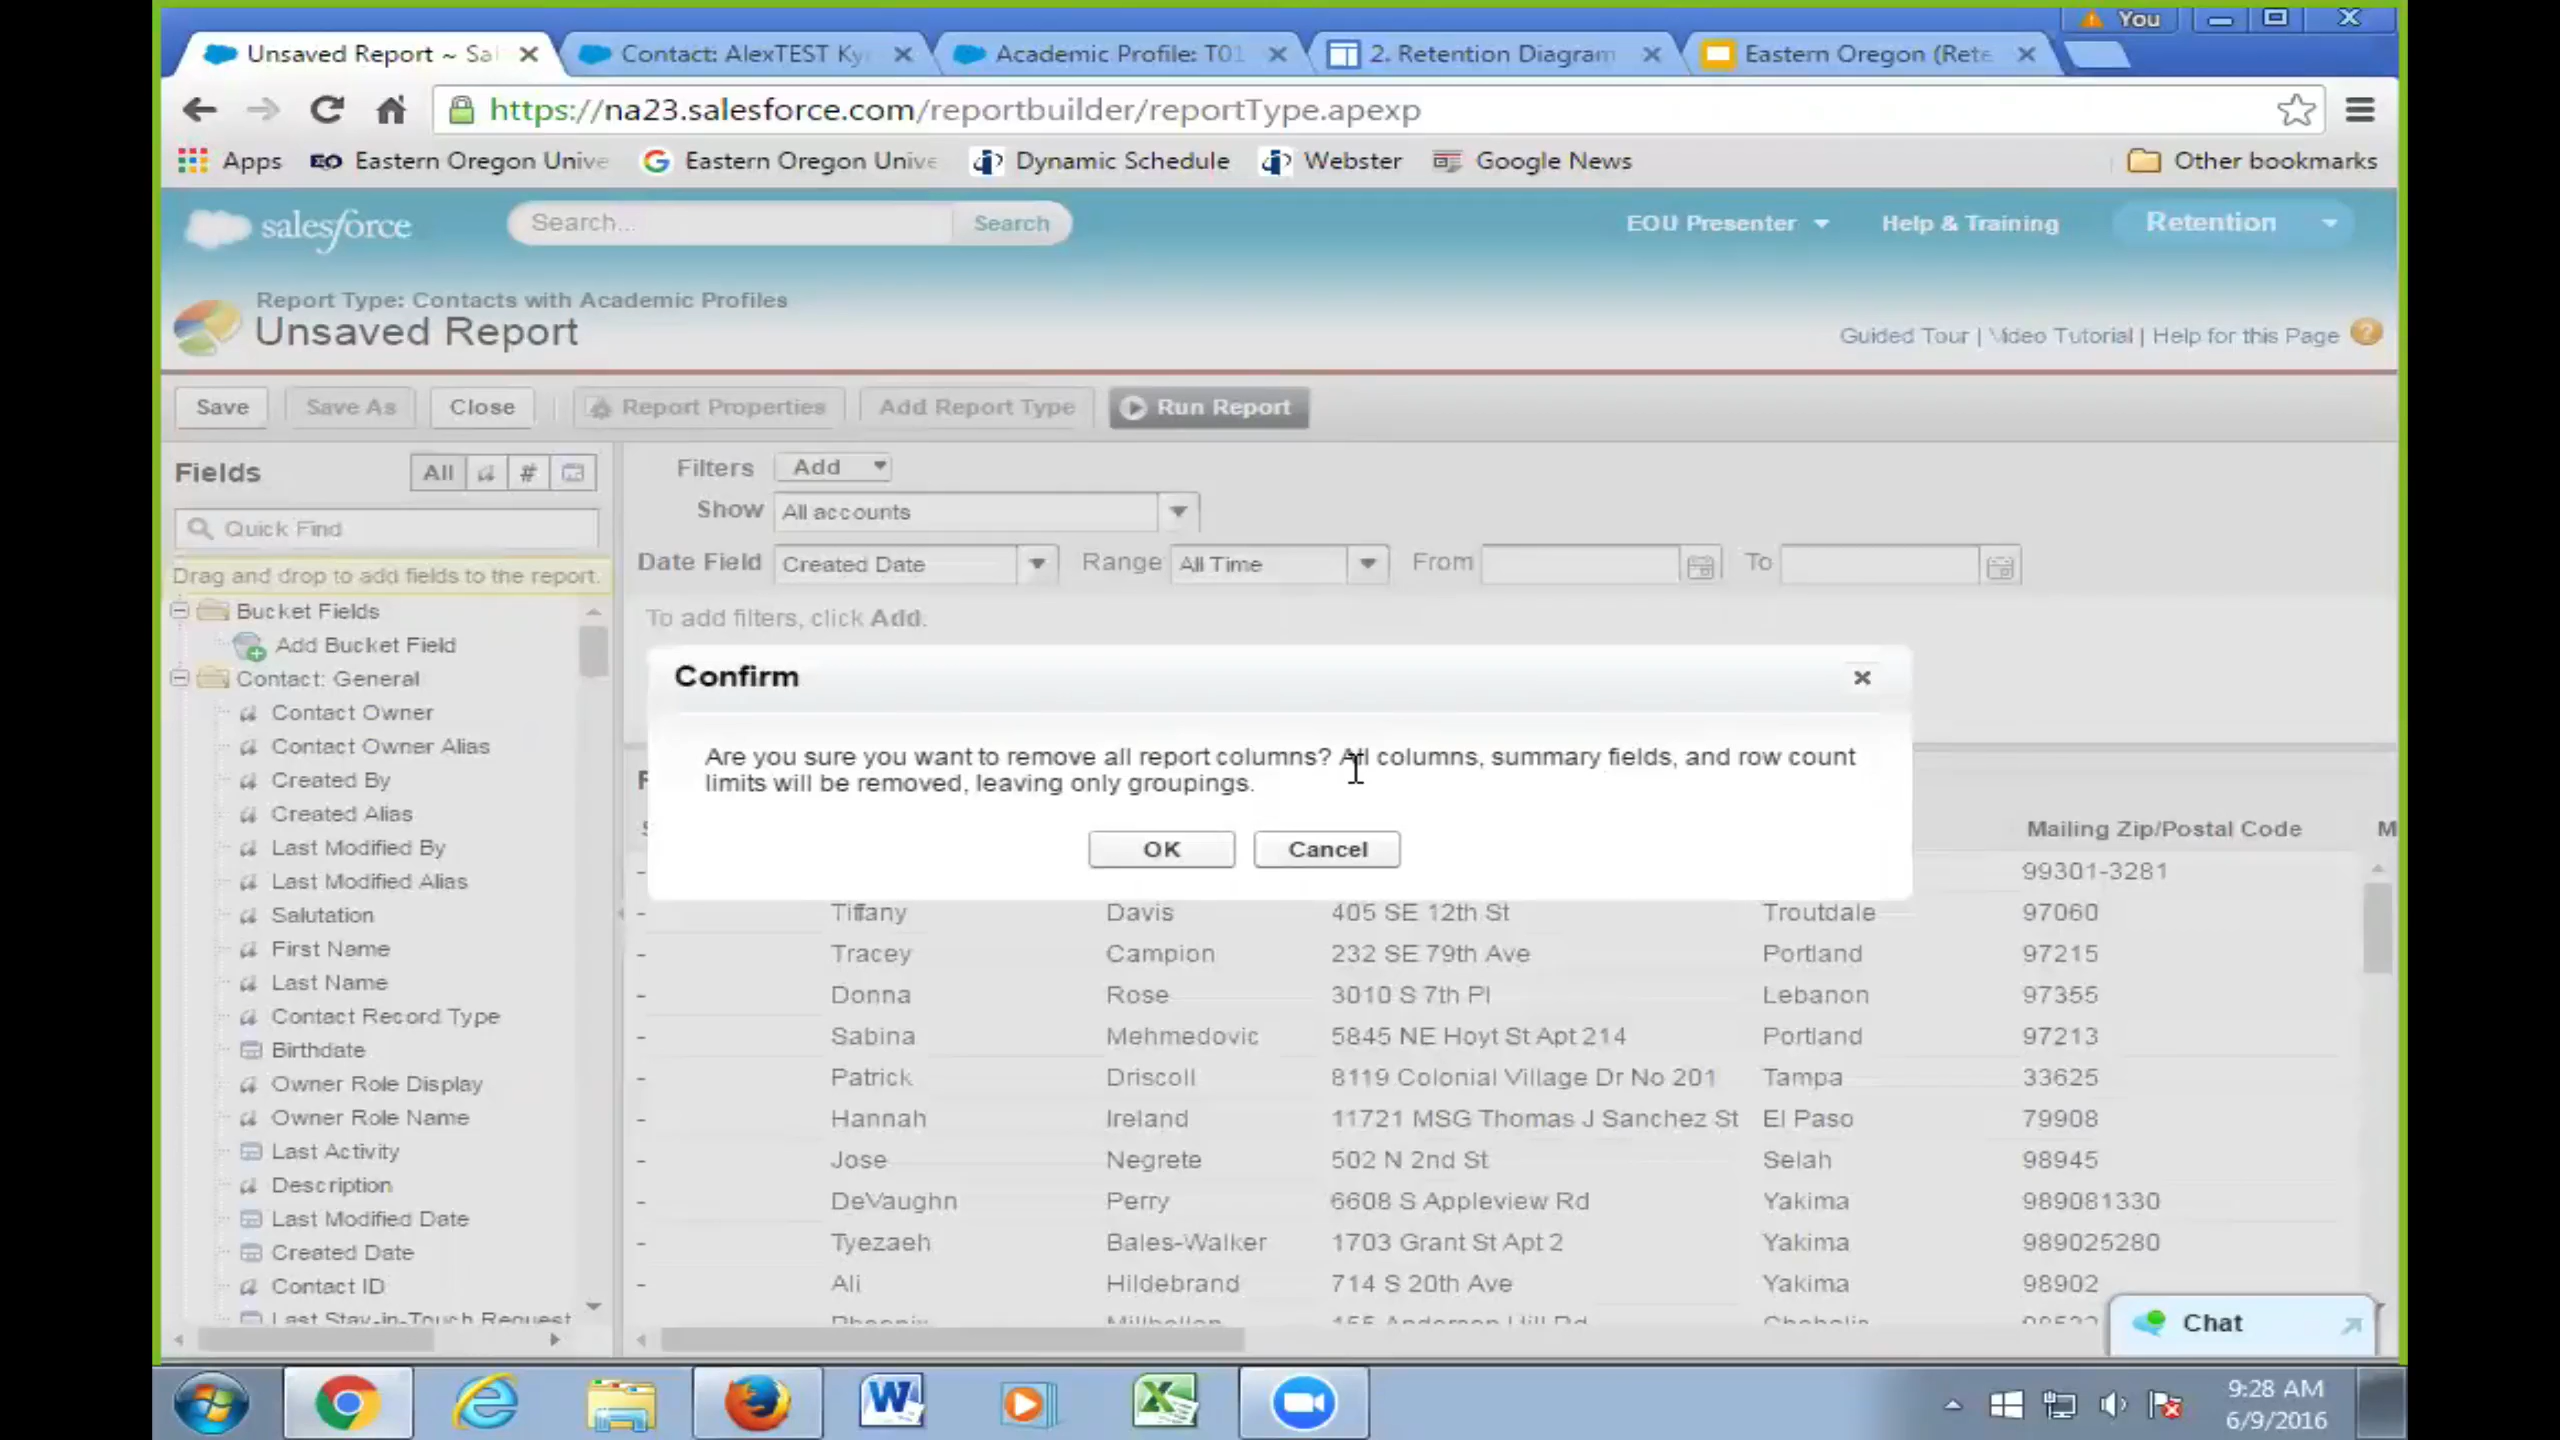 You
Unsaved Report ~ Sal
Contact: AlexTEST Ky
Academic Profile: T01
2. Retention Diagram
Eastern Oregon (Rete
https://na23.salesforce.com/reportbuilder/reportType.apexp
Apps
EO Eastern Oregon Unive
G Eastern Oregon Unive
Dynamic Schedule
Webster
Google News
Other bookmarks
salesforce
Search...
Search
EOU Presenter
Help & Training
Retention
Report Type: Contacts with Academic Profiles
Unsaved Report
Guided Tour | Video Tutorial | Help for this Page ?
Save
Save As
Close
Report Properties
Add Report Type
Run Report
Fields
All
#
Quick Find
Drag and drop to add fields to the report.
Bucket Fields
Add Bucket Field
Contact: General
Contact Owner
Contact Owner Alias
Created By
Created Alias
Last Modified By
Last Modified Alias
Salutation
First Name
Last Name
Contact Record Type
Birthdate
Owner Role Display
Owner Role Name
Last Activity
Description
Last Modified Date
Created Date
Contact ID
Last Stay-in-Touch Request
Filters Add
Show All accounts
Date Field Created Date Range All Time From To
To add filters, click Add.
Confirm
Are you sure you want to remove all report columns? All columns, summary fields, and row count
limits will be removed, leaving only groupings.
OK Cancel
Mailing Zip/Postal Code M
99301-3281
- Tiffany Davis 405 SE 12th St Troutdale 97060
- Tracey Campion 232 SE 79th Ave Portland 97215
- Donna Rose 3010 S 7th Pl Lebanon 97355
- Sabina Mehmedovic 5845 NE Hoyt St Apt 214 Portland 97213
- Patrick Driscoll 8119 Colonial Village Dr No 201 Tampa 33625
- Hannah Ireland 11721 MSG Thomas J Sanchez St El Paso 79908
- Jose Negrete 502 N 2nd St Selah 98945
- DeVaughn Perry 6608 S Appleview Rd Yakima 989081330
- Tyezaeh Bales-Walker 1703 Grant St Apt 2 Yakima 989025280
- Ali Hildebrand 714 S 20th Ave Yakima 98902
Chat
9:28 AM
6/9/2016